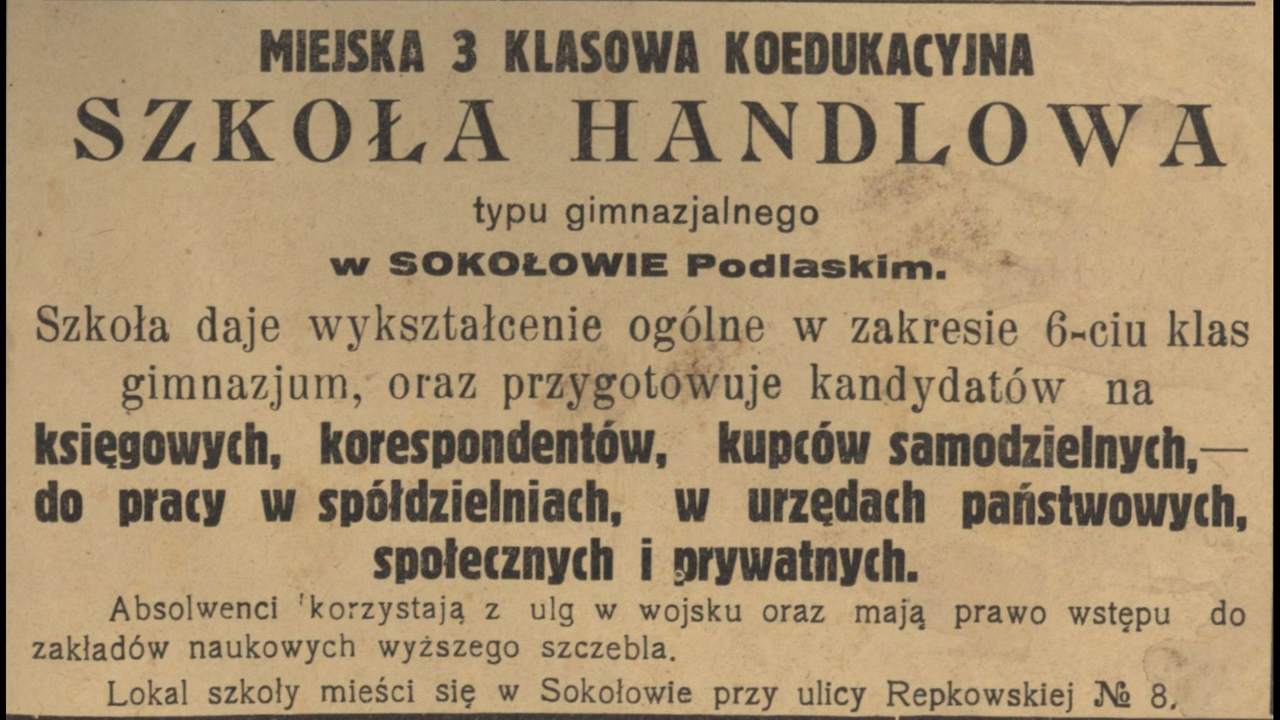 MIEJSKA 3 KLASOWA KOEDUKACYJNA
SZKOŁA HANDLOWA
typu gimnazjalnego
w SOKOŁOWIE Podlaskim.
Szkoła daje wykształcenie ogólne w zakresie 6-ciu klas
gimnazjum, oraz przygotowuje kandydatów na
księgowych, korespondentów, kupców samodzielnych,—
do pracy w spółdzielniach, w urzędach państwowych,
społecznych i prywatnych.
Absolwenci korzystają z ulg w wojsku oraz mają prawo wstępu do
zakładów naukowych wyższego szczebla.
Lokal szkoły mieści się w Sokołowie przy ulicy Repkowskiej № 8.